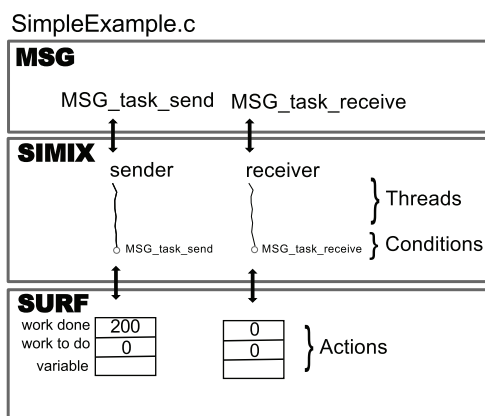 SimpleExample.c
MSG
MSG_task_send MSG_task_receive
SIMIX
sender receiver
Threads
MSG_task_send MSG_task_receive Conditions
SURF
work done 200 0
work to do 0 0
variable
Actions